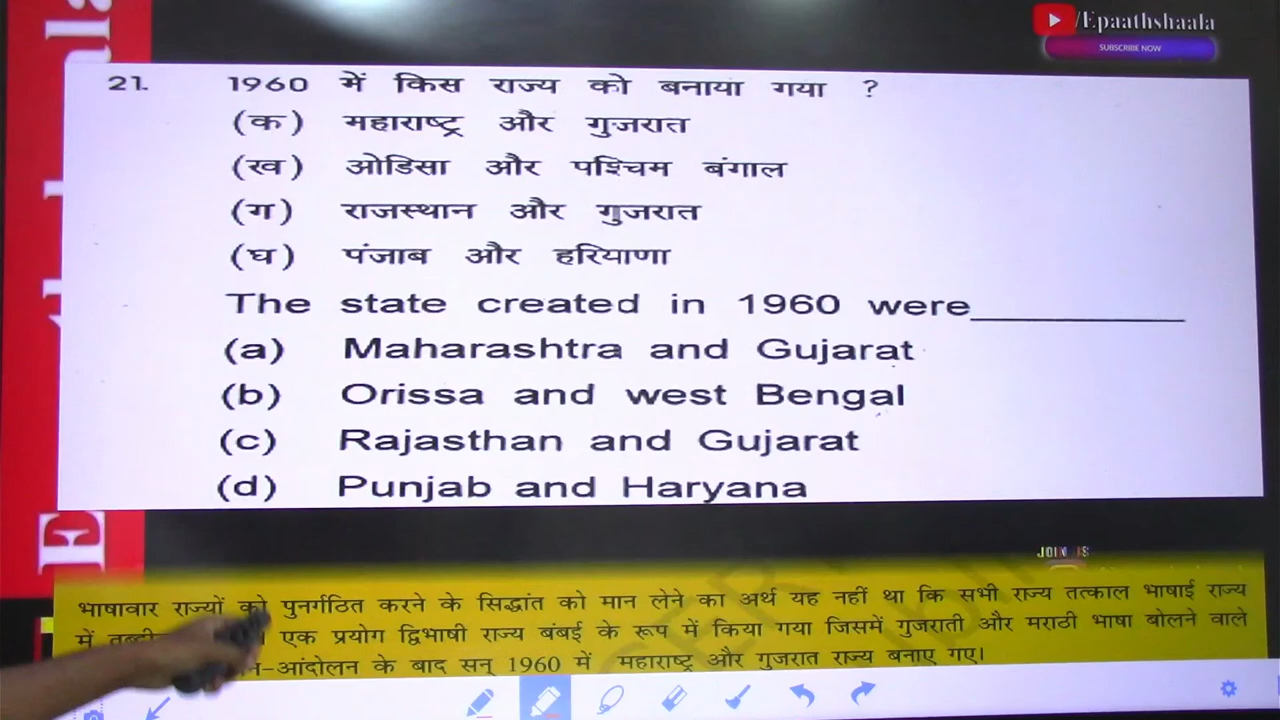 /Epaathshaala
SUBSCRIBE NOW
21. 1960 में किस राज्य को बनाया गया ?
(क) महाराष्ट्र और गुजरात
(ख) ओडिसा और पश्चिम बंगाल
(ग) राजस्थान और गुजरात
(घ) पंजाब और हरियाणा
The state created in 1960 were__________
(a) Maharashtra and Gujarat
(b) Orissa and west Bengal
(c) Rajasthan and Gujarat
(d) Punjab and Haryana
भाषावार राज्यों को पुनर्गठित करने के सिद्धांत को मान लेने का अर्थ यह नहीं था कि सभी राज्य तत्काल भाषाई राज्य
में एक प्रयोग द्विभाषी राज्य बंबई के रूप में किया गया जिसमें गुजराती और मराठी भाषा बोलने वाले
-आंदोलन के बाद सन् 1960 में महाराष्ट्र और गुजरात राज्य बनाए गए।